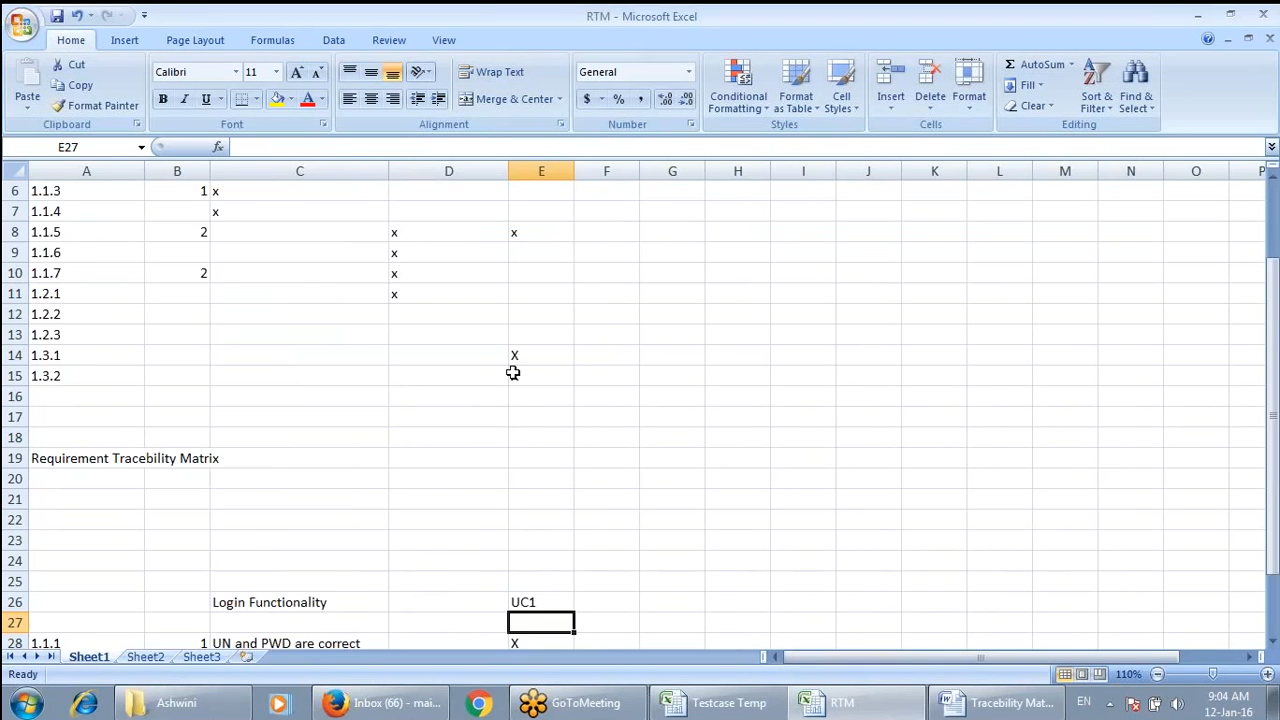 RTM - Microsoft Excel
Home Insert Page Layout Formulas Data Review View
Paste Cut Copy Format Painter Clipboard
Calibri 11 A A B I U A Font
Wrap Text Merge & Center Alignment
General $ % , .0 .00 .00 .0 Number
Conditional Formatting Format as Table Cell Styles Styles
Insert Delete Format Cells
Σ AutoSum Fill Clear Sort & Filter Find & Select Editing
E27 fx
A B C D E F G H I J K L M N O P
6 1.1.3 1 x
7 1.1.4 x
8 1.1.5 2 x x
9 1.1.6 x
10 1.1.7 2 x
11 1.2.1 x
12 1.2.2
13 1.2.3
14 1.3.1 X
15 1.3.2
16
17
18
19 Requirement Tracebility Matrix
20
21
22
23
24
25
26 Login Functionality UC1
27
28 1.1.1 1 UN and PWD are correct X
Sheet1 Sheet2 Sheet3
Ready 110%
Ashwini Inbox (66) - mai... GoToMeeting Testcase Temp RTM Tracebility Mat... EN 9:04 AM
12-Jan-16